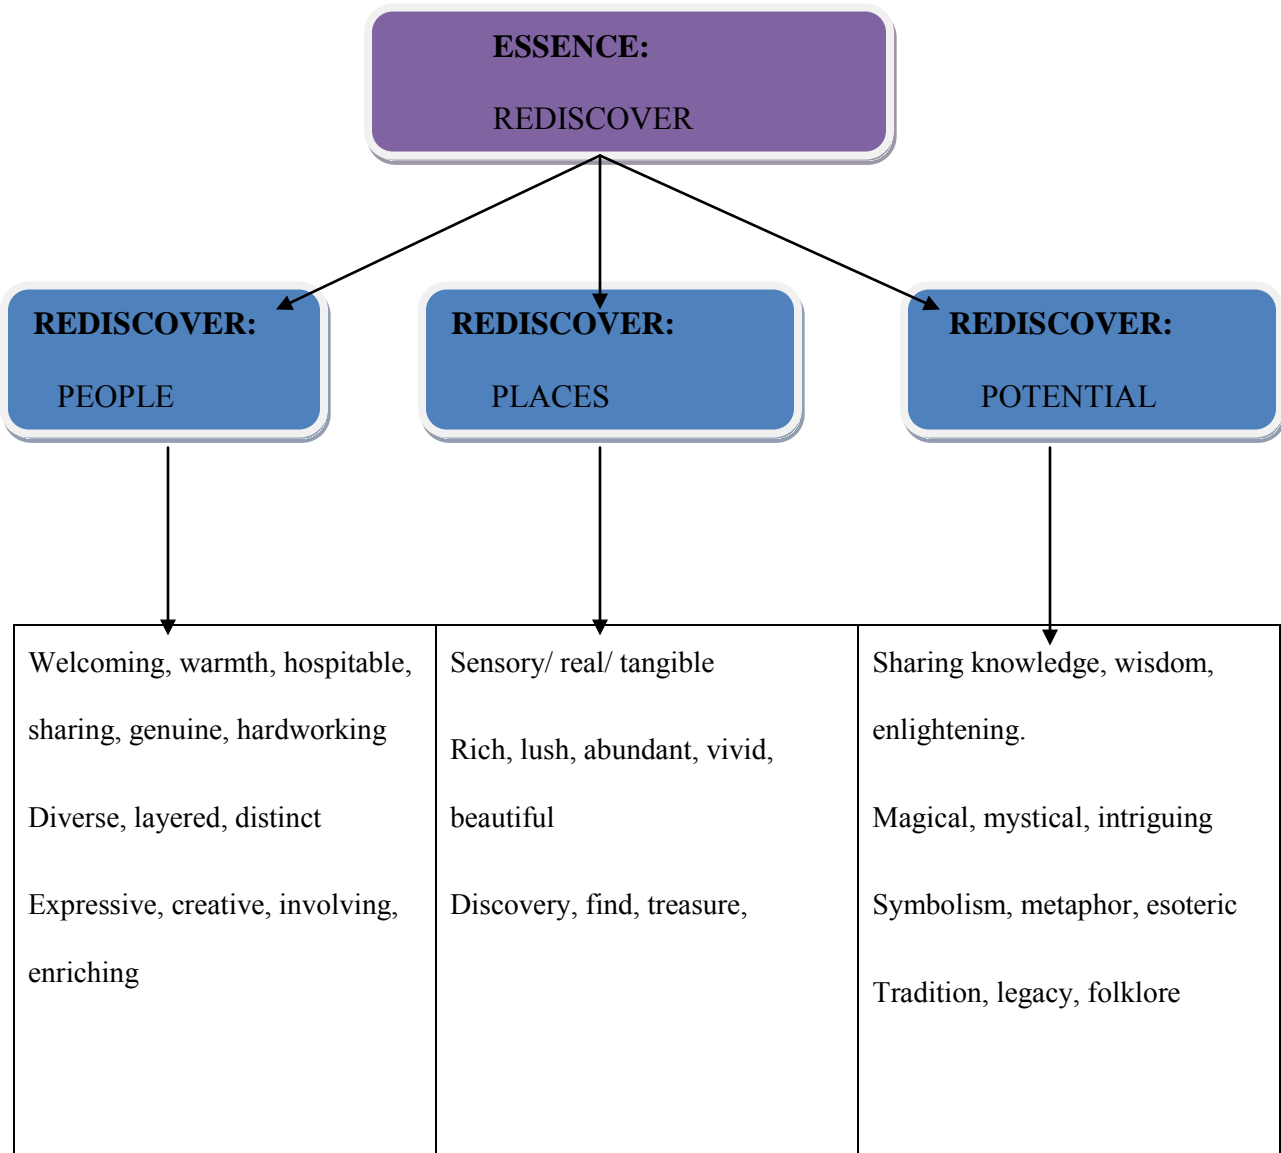 ESSENCE:
REDISCOVER
REDISCOVER:
PEOPLE
REDISCOVER:
PLACES
REDISCOVER:
POTENTIAL
Welcoming, warmth, hospitable,
sharing, genuine, hardworking
Diverse, layered, distinct
Expressive, creative, involving,
enriching
Sensory/ real/ tangible
Rich, lush, abundant, vivid,
beautiful
Discovery, find, treasure,
Sharing knowledge, wisdom,
enlightening.
Magical, mystical, intriguing
Symbolism, metaphor, esoteric
Tradition, legacy, folklore